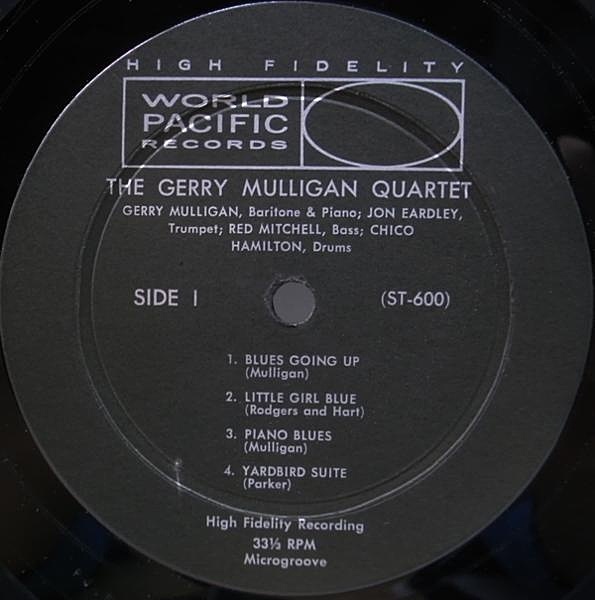 HIGH FIDELITY
WORLD
PACIFIC
RECORDS
THE GERRY MULLIGAN QUARTET
GERRY MULLIGAN, Baritone & Piano; JON EARDLEY,
Trumpet; RED MITCHELL, Bass; CHICO
HAMILTON, Drums
SIDE 1 (ST-600)
1. BLUES GOING UP
(Mulligan)
2. LITTLE GIRL BLUE
(Rodgers and Hart)
3. PIANO BLUES
(Mulligan)
4. YARDBIRD SUITE
(Parker)
High Fidelity Recording
33⅓ RPM
Microgroove